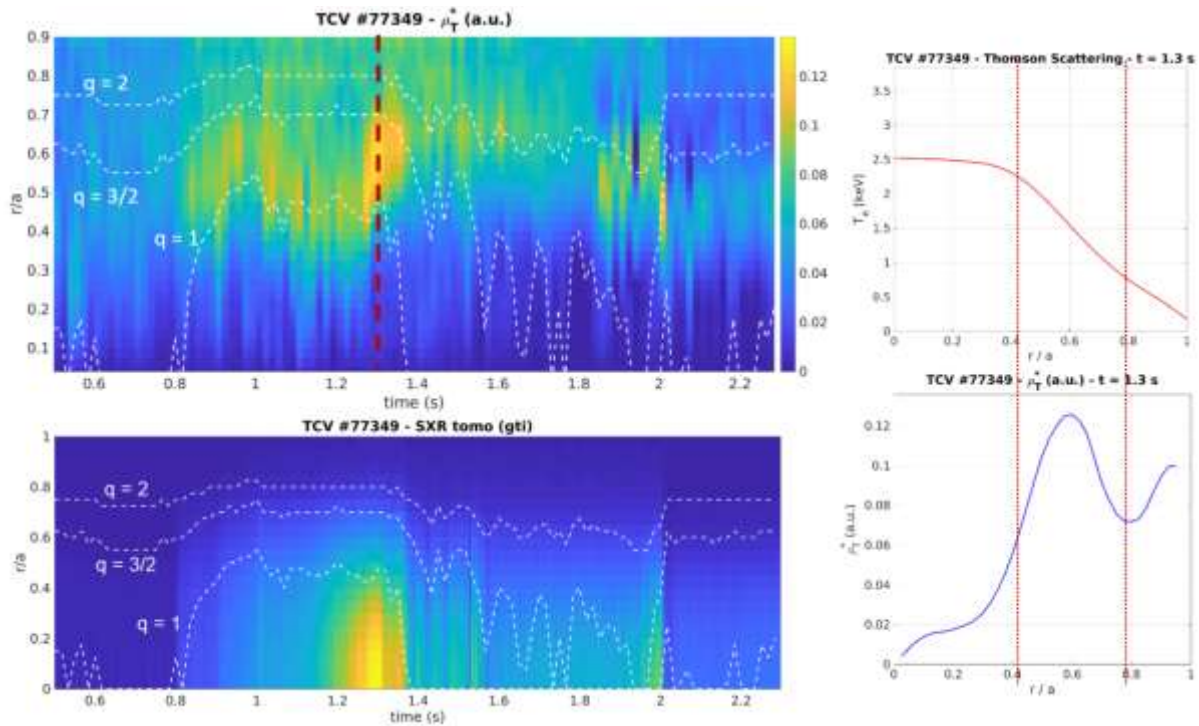 TCV #77349 - μ*T (a.u.)
0.9
0.8
0.7
0.6
0.5
0.4
0.3
0.2
0.1
r/a
q = 2
q = 3/2
q = 1
0.6 0.8 1 1.2 1.4 1.6 1.8 2 2.2
time (s)
0.12
0.1
0.08
0.06
0.04
0.02
0
TCV #77349 - Thomson Scattering - t = 1.3 s
3.5
3
2.5
2
1.5
1
0.5
0
Te (keV)
0 0.2 0.4 0.6 0.8 1
r / a
TCV #77349 - SXR tomo (gti)
1
0.8
0.6
0.4
0.2
0
r/a
q = 2
q = 3/2
q = 1
0.6 0.8 1 1.2 1.4 1.6 1.8 2 2.2
time (s)
TCV #77349 - μ*T (a.u.) - t = 1.3 s
0.12
0.1
0.08
0.06
0.04
0.02
0
μ*T (a.u.)
0 0.2 0.4 0.6 0.8 1
r / a